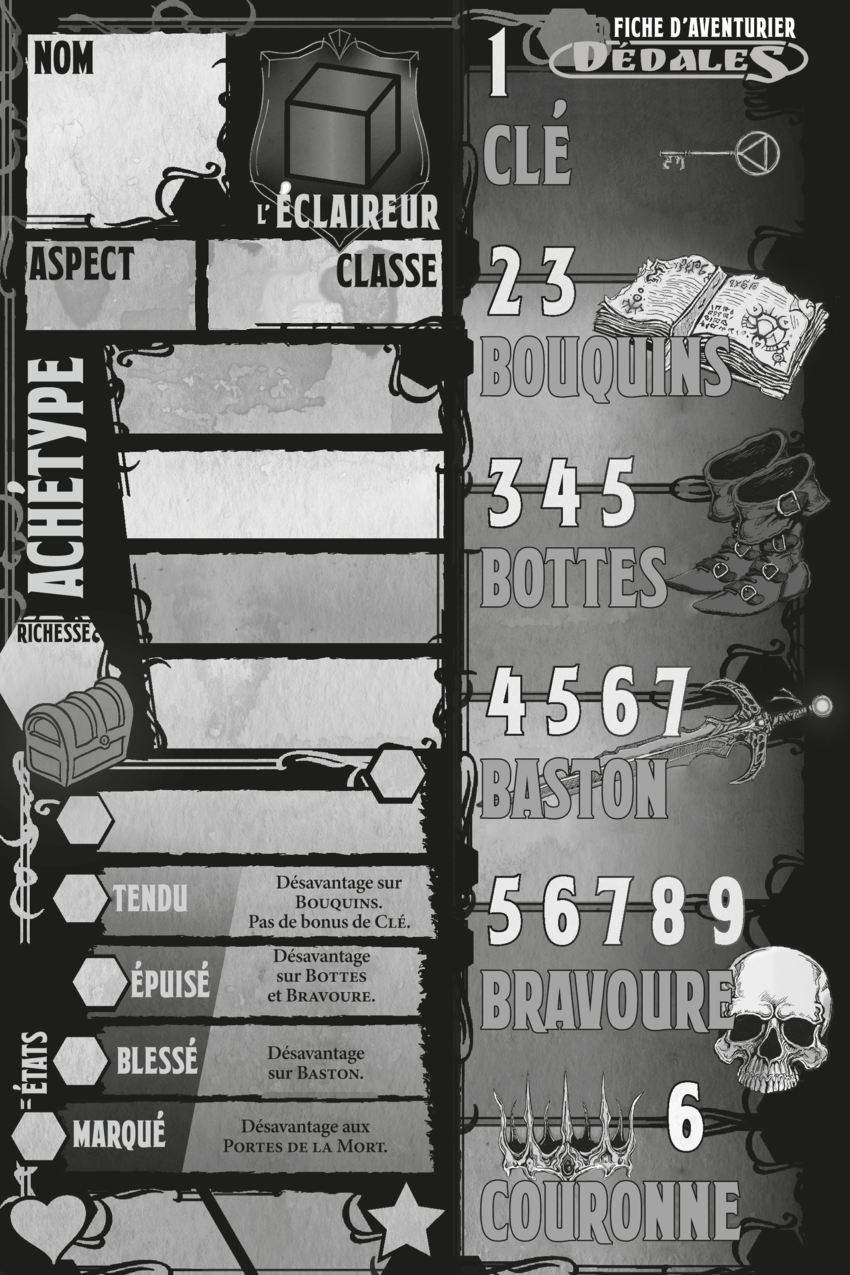 NOM
L'ÉCLAIREUR
ASPECT
CLASSE
ACHÉTYPE
RICHESSE
TENDU
Désavantage sur
BOUQUINS.
Pas de bonus de CLÉ.
ÉPUISÉ
Désavantage
sur BOTTES
et BRAVOURE.
BLESSÉ
Désavantage
sur BASTON.
ÉTATS
MARQUÉ
Désavantage aux
PORTES DE LA MORT.
FICHE D'AVENTURIER
DÉDALES
1
CLÉ
2 3
BOUQUINS
3 4 5
BOTTES
4 5 6 7
BASTON
5 6 7 8 9
BRAVOURE
6
COURONNE